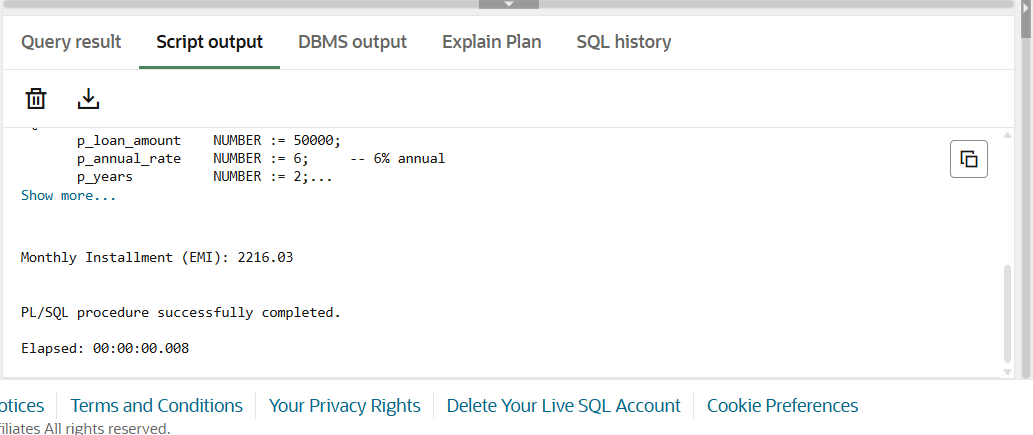 Query result Script output DBMS output Explain Plan SQL history
p_loan_amount NUMBER := 50000;
p_annual_rate NUMBER := 6; -- 6% annual
p_years NUMBER := 2;...
Show more...
Monthly Installment (EMI): 2216.03
PL/SQL procedure successfully completed.
Elapsed: 00:00:00.008
Terms and Conditions Your Privacy Rights Delete Your Live SQL Account Cookie Preferences
All rights reserved.